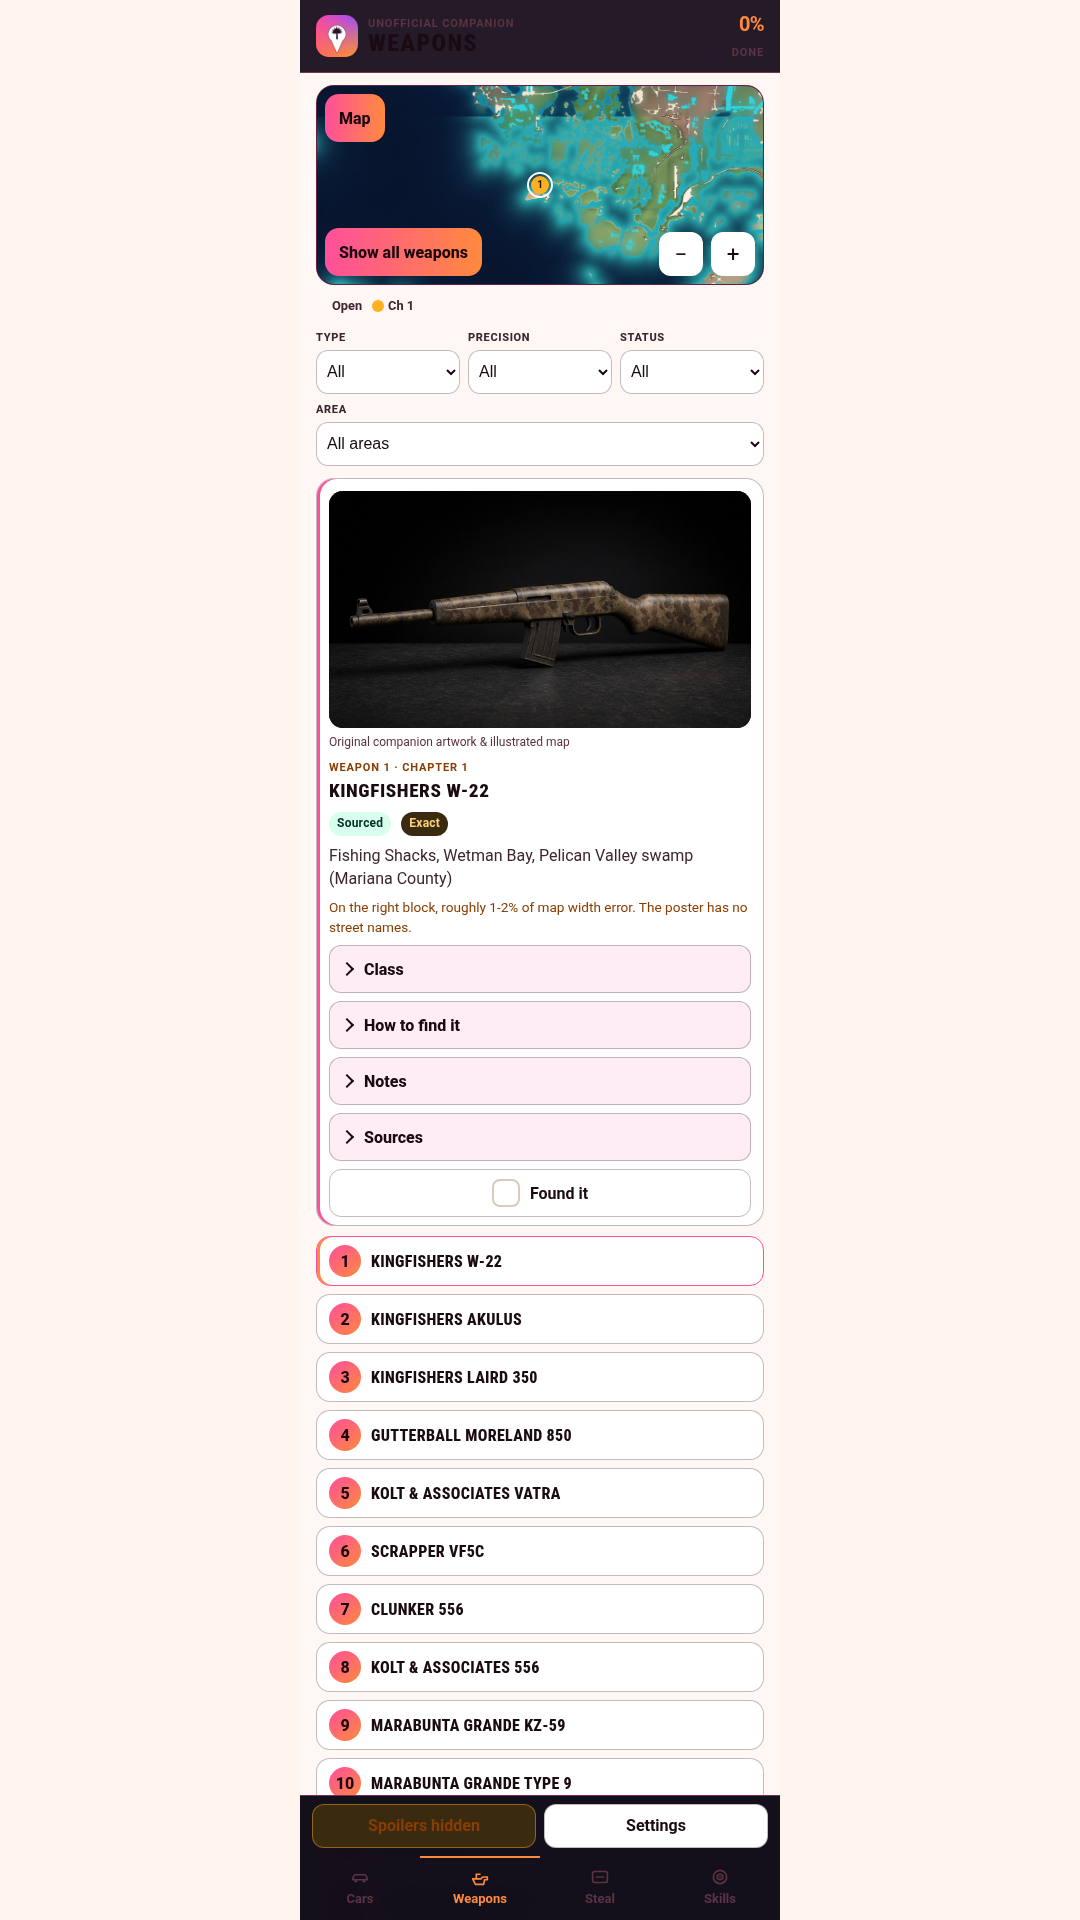 UNOFFICIAL COMPANION
WEAPONS
0%
DONE
Map
1
Show all weapons
−
+
Open Ch 1
TYPE PRECISION STATUS
All All All
AREA
All areas
Original companion artwork & illustrated map
WEAPON 1 · CHAPTER 1
KINGFISHERS W-22
Sourced Exact
Fishing Shacks, Wetman Bay, Pelican Valley swamp
(Mariana County)
On the right block, roughly 1-2% of map width error. The poster has no
street names.
Class
How to find it
Notes
Sources
Found it
1 KINGFISHERS W-22
2 KINGFISHERS AKULUS
3 KINGFISHERS LAIRD 350
4 GUTTERBALL MORELAND 850
5 KOLT & ASSOCIATES VATRA
6 SCRAPPER VF5C
7 CLUNKER 556
8 KOLT & ASSOCIATES 556
9 MARABUNTA GRANDE KZ-59
10 MARABUNTA GRANDE TYPE 9
Spoilers hidden Settings
Cars Weapons Steal Skills